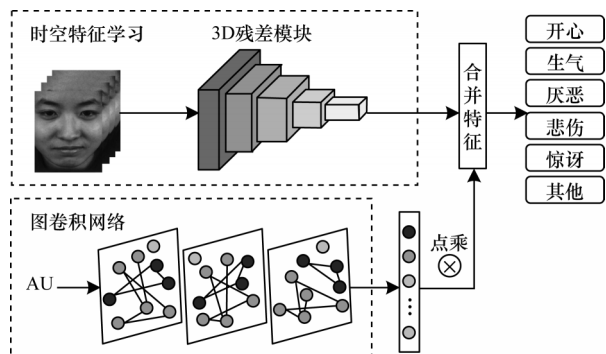 时空特征学习
3D残差模块
合并特征
开心
生气
厌恶
悲伤
惊讶
其他
图卷积网络
AU
点乘